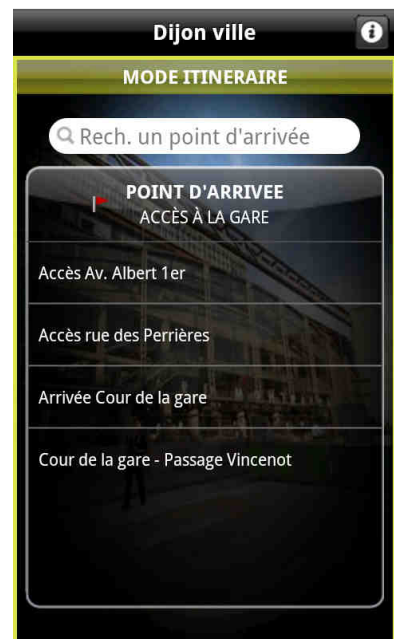 Dijon ville
MODE ITINERAIRE
Rech. un point d'arrivée
POINT D'ARRIVEE
ACCÈS À LA GARE
Accès Av. Albert 1er
Accès rue des Perrières
Arrivée Cour de la gare
Cour de la gare - Passage Vincenot